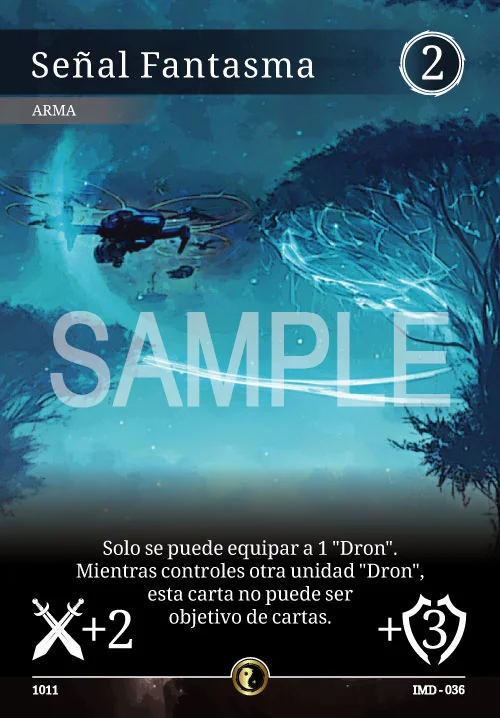 Señal Fantasma
2
ARMA
SAMPLE
Solo se puede equipar a 1 "Dron".
Mientras controles otra unidad "Dron",
esta carta no puede ser
objetivo de cartas.
+2
+3
1011
IMD - 036